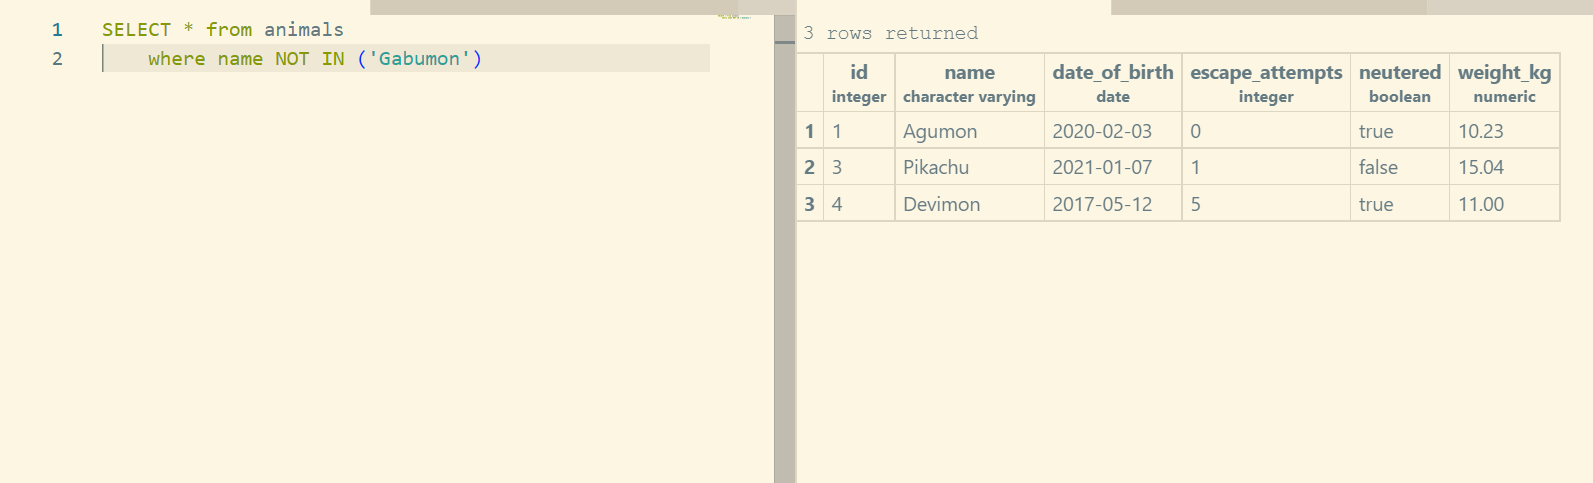 1 SELECT * from animals
2 where name NOT IN ('Gabumon')
3 rows returned
id name date_of_birth escape_attempts neutered weight_kg
integer character varying date integer boolean numeric
1 1 Agumon 2020-02-03 0 true 10.23
2 3 Pikachu 2021-01-07 1 false 15.04
3 4 Devimon 2017-05-12 5 true 11.00